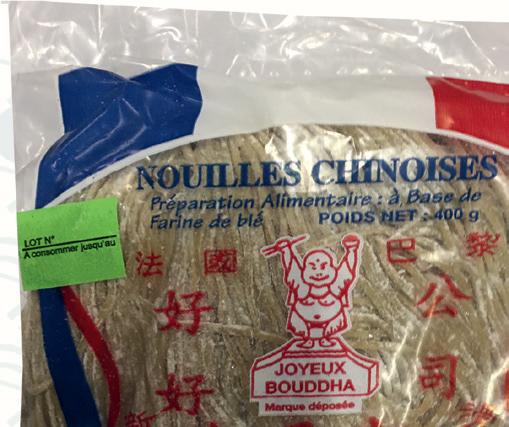 NOUILLES CHINOISES
Préparation Alimentaire : à Base de
Farine de blé POIDS NET : 400 g
LOT N°
A consommer jusqu'au
法 國 巴 黎
好 公
好 司
JOYEUX
BOUDDHA
Marque déposée
新